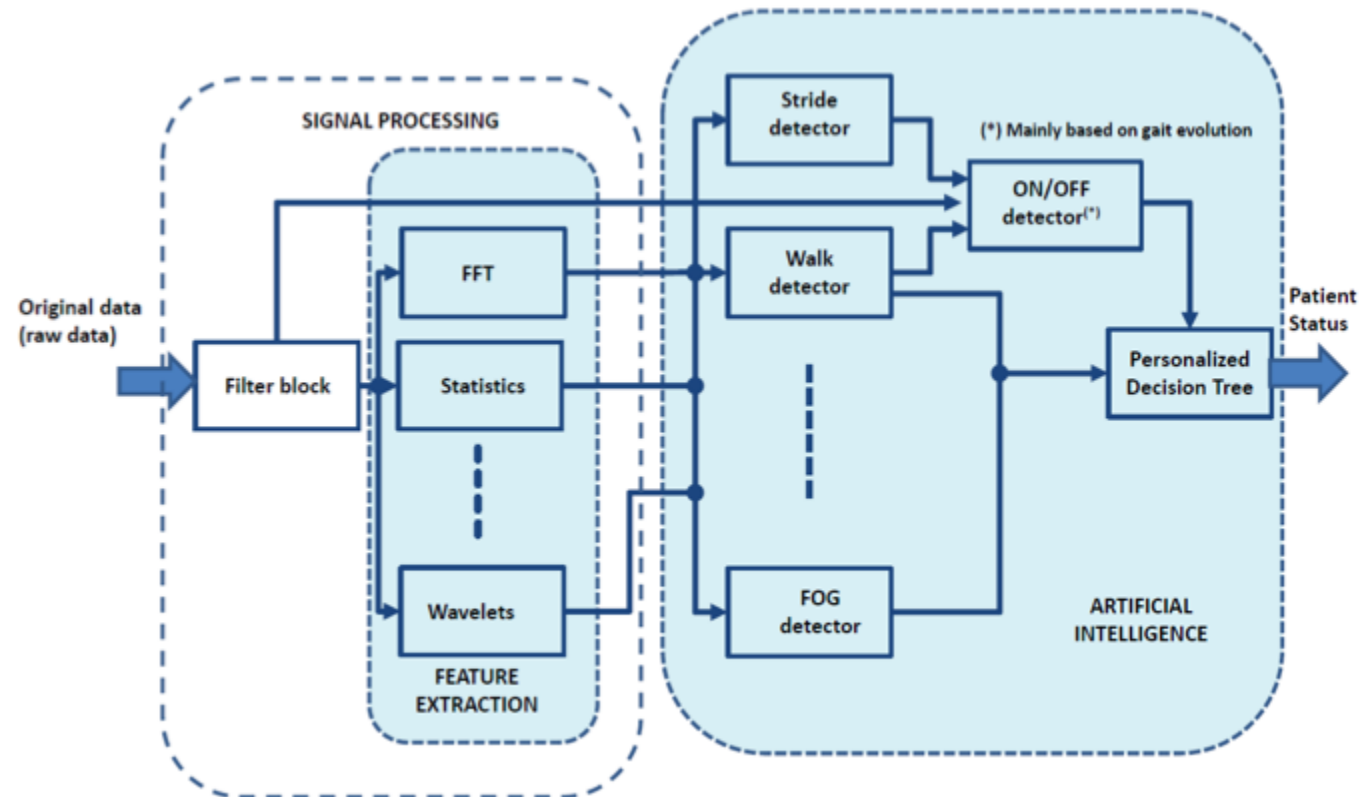 SIGNAL PROCESSING
Original data
(raw data)
Filter block
FFT
Statistics
Wavelets
FEATURE
EXTRACTION
Stride
detector
(*) Mainly based on gait evolution
ON/OFF
detector(*)
Walk
detector
Personalized
Decision Tree
Patient
Status
FOG
detector
ARTIFICIAL
INTELLIGENCE